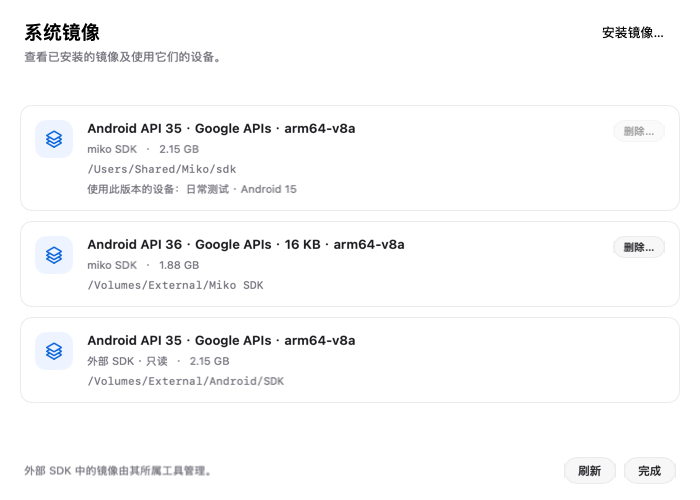 系统镜像
安装镜像...
查看已安装的镜像及使用它们的设备。
Android API 35 · Google APIs · arm64-v8a
删除...
miko SDK · 2.15 GB
/Users/Shared/Miko/sdk
使用此版本的设备：日常测试 · Android 15
Android API 36 · Google APIs · 16 KB · arm64-v8a
删除...
miko SDK · 1.88 GB
/Volumes/External/Miko SDK
Android API 35 · Google APIs · arm64-v8a
外部 SDK · 只读 · 2.15 GB
/Volumes/External/Android/SDK
外部 SDK 中的镜像由其所属工具管理。
刷新
完成